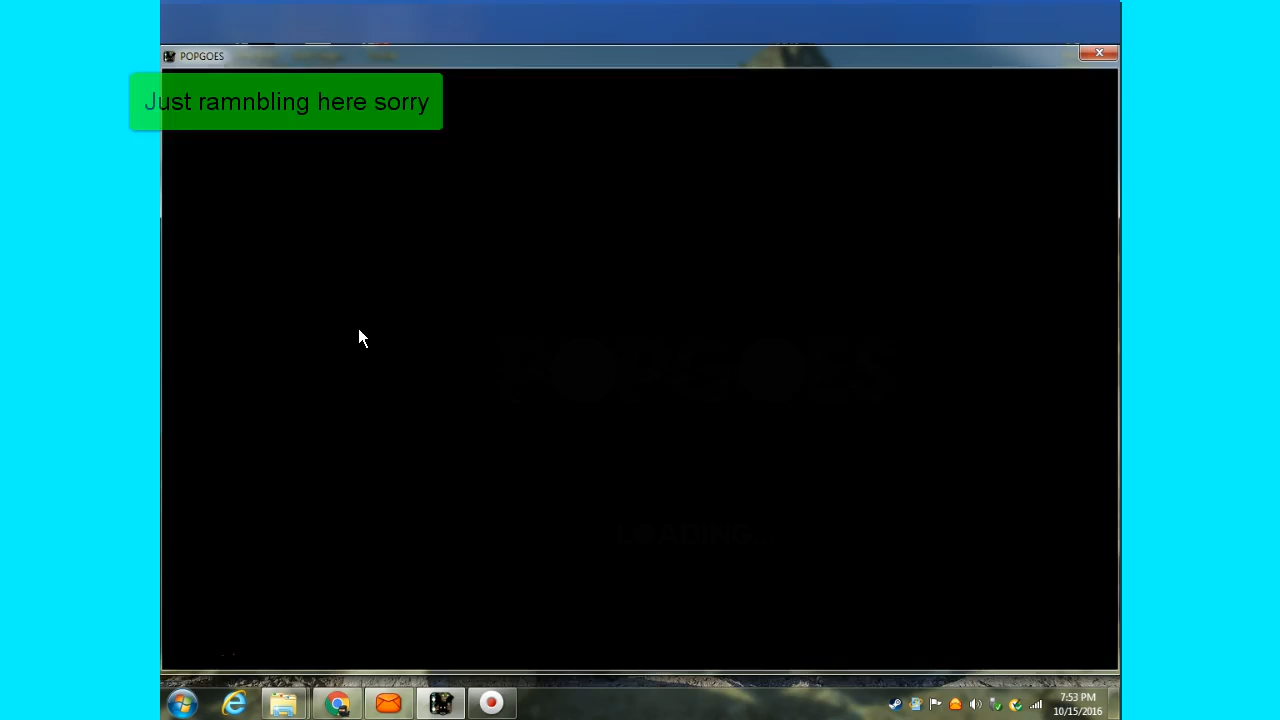 POPGOES
Just ramnbling here sorry
POPGOES
LOADING..
7:53 PM
10/15/2016